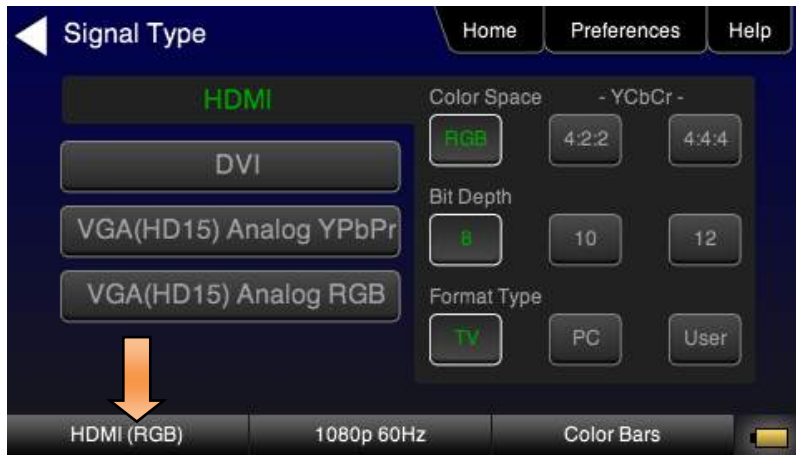 Signal Type Home Preferences Help
HDMI
DVI
VGA(HD15) Analog YPbPr
VGA(HD15) Analog RGB
Color Space - YCbCr -
RGB 4:2:2 4:4:4
Bit Depth
8 10 12
Format Type
TV PC User
HDMI (RGB) 1080p 60Hz Color Bars